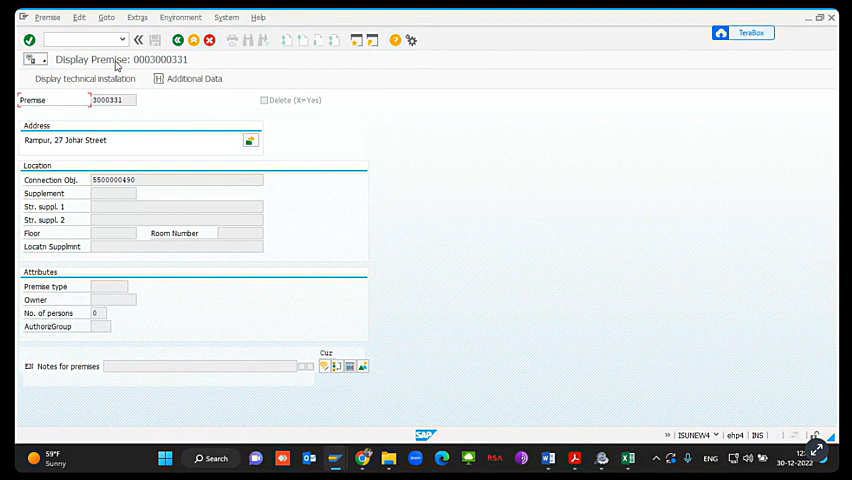 Premise Edit Goto Extras Environment System Help
TeraBox
Display Premise: 0003000331
Display technical installation Additional Data
Premise 3000331 Delete (X=Yes)
Address
Rampur, 27 Johar Street
Location
Connection Obj. 5500000490
Supplement
Str. suppl. 1
Str. suppl. 2
Floor Room Number
Locatn Supplmnt
Attributes
Premise type
Owner
No. of persons 0
AuthorizGroup
Cur
Notes for premises
SAP » ISUNEW4 ehp4 INS
59°F
Sunny
Search
RSA
ENG
30-12-2022